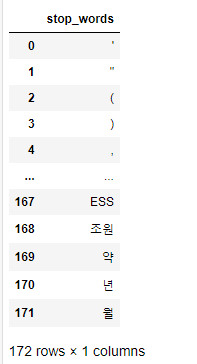 stop_words
0 '
1 "
2 (
3 )
4 ,
... ...
167 ESS
168 조원
169 약
170 년
171 월
172 rows × 1 columns